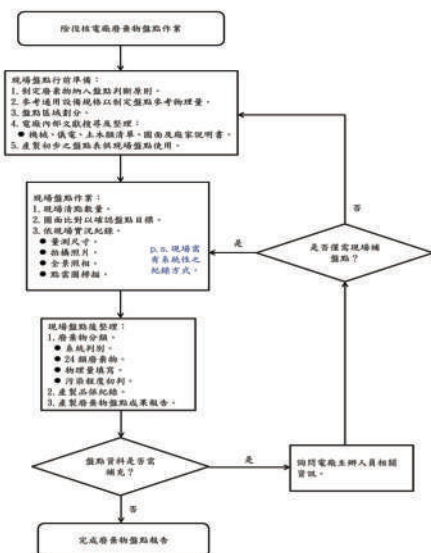 除役核電廠廢棄物盤點作業
現場盤點行前準備：
1.制定廢棄物納入盤點判斷原則。
2.參考通用設備規格以制定盤點參考物理量。
3.盤點區域劃分。
4.電廠內部文獻搜尋及整理：
● 機械、儀電、土木類清單、圖面及廠家說明書。
5.產製初步之盤點表供現場盤點使用。
否
現場盤點作業：
1.現場清點數量。
2.圖面比對以確認盤點目標。
3.依現場實況紀錄。
● 量測尺寸。
● 拍攝照片。
● 全景照相。
● 點雲圖掃描。
p.s.現場需
有系統性之
紀錄方式。
是
是否僅需現場補
盤點？
現場盤點後整理：
1.廢棄物分類。
● 系統判別。
● 24 類廢棄物。
● 物理量填寫。
● 污染程度初判。
2.產製品保紀錄。
3.產製廢棄物盤點成果報告。
盤點資料是否需
補充？
是
詢問電廠主辦人員相關
資訊。
否
完成廢棄物盤點報告